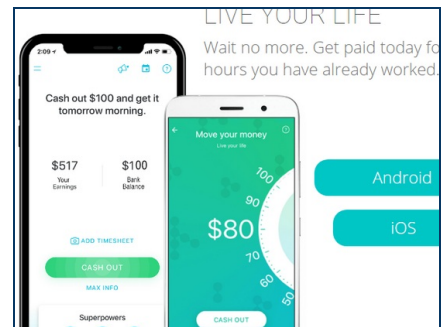 LIVE YOUR LIFE
Wait no more. Get paid today fo
hours you have already worked.
Android
iOS
2:09
Cash out $100 and get it
tomorrow morning.
$517
Your
Earnings
$100
Bank
Balance
ADD TIMESHEET
CASH OUT
MAX INFO
Superpowers
Move your money
Live your life
100
90
$80
70
60
50
CASH OUT